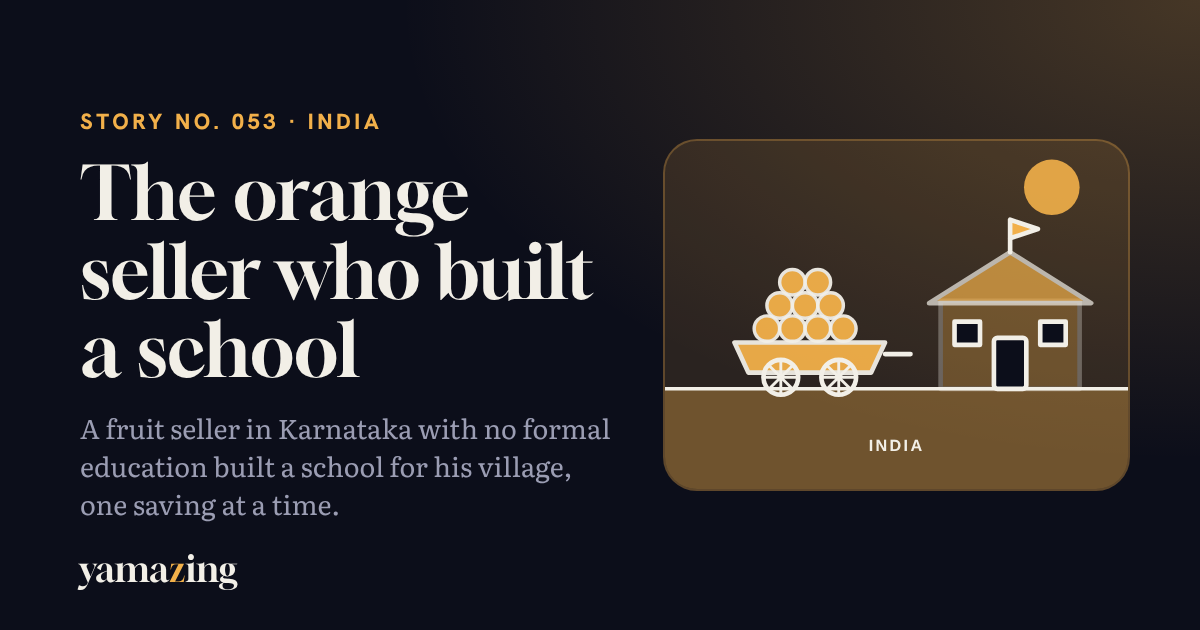 STORY NO. 053 · INDIA
The orange
seller who built
a school
A fruit seller in Karnataka with no formal
education built a school for his village,
one saving at a time.
yamazing
INDIA